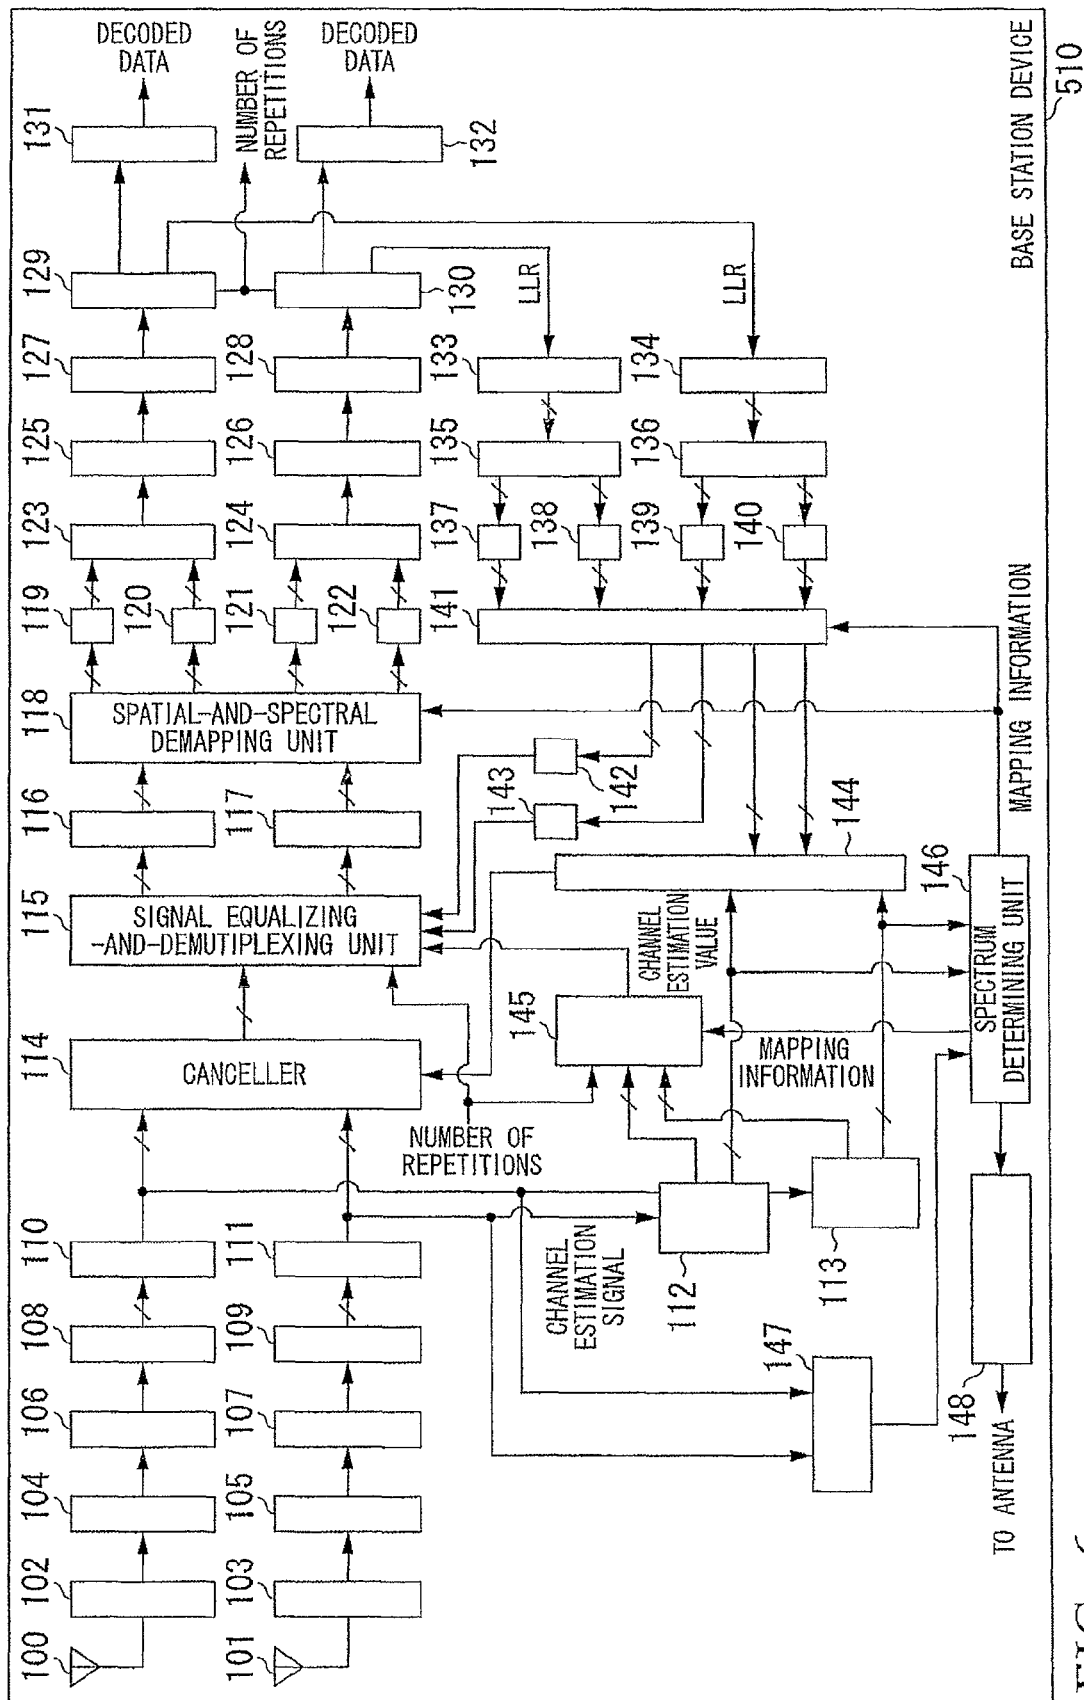 100
101
102
103
104
105
106
107
108
109
110
111
114
CANCELLER
115
SIGNAL EQUALIZING
-AND-DEMUTIPLEXING UNIT
116
117
118
SPATIAL-AND-SPECTRAL
DEMAPPING UNIT
119
120
121
122
123
124
125
126
127
128
129
130
131
132
DECODED
DATA
NUMBER OF
REPETITIONS
DECODED
DATA
LLR
LLR
133
134
135
136
137
138
139
140
141
142
143
144
CHANNEL
ESTIMATION
VALUE
145
NUMBER OF
REPETITIONS
MAPPING
INFORMATION
CHANNEL
ESTIMATION
SIGNAL
112
113
147
146
SPECTRUM
DETERMINING UNIT
MAPPING INFORMATION
148
TO ANTENNA
BASE STATION DEVICE
510